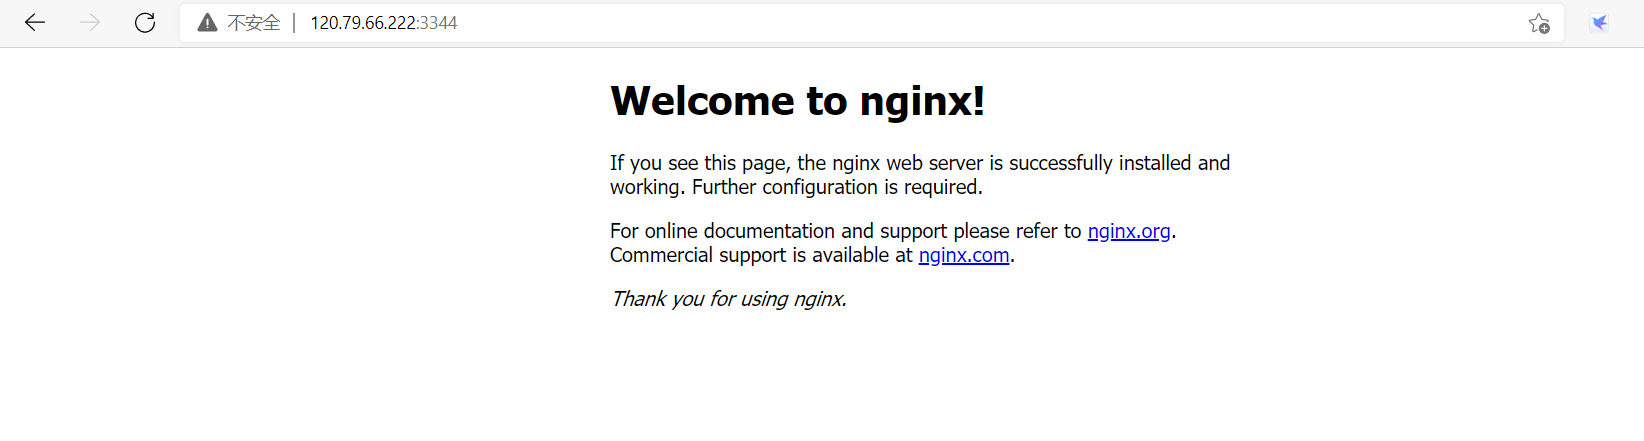 不安全 | 120.79.66.222:3344
Welcome to nginx!
If you see this page, the nginx web server is successfully installed and
working. Further configuration is required.
For online documentation and support please refer to nginx.org.
Commercial support is available at nginx.com.
Thank you for using nginx.